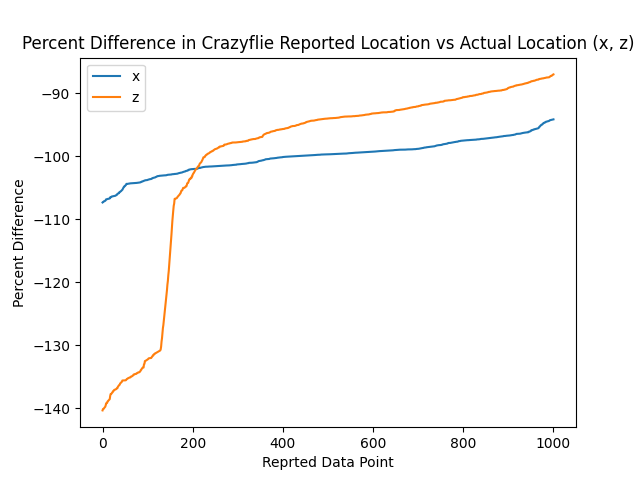 Percent Difference in Crazyflie Reported Location vs Actual Location (x, z)
x
z
−90
−100
−110
−120
−130
−140
Percent Difference
0 200 400 600 800 1000
Reprted Data Point